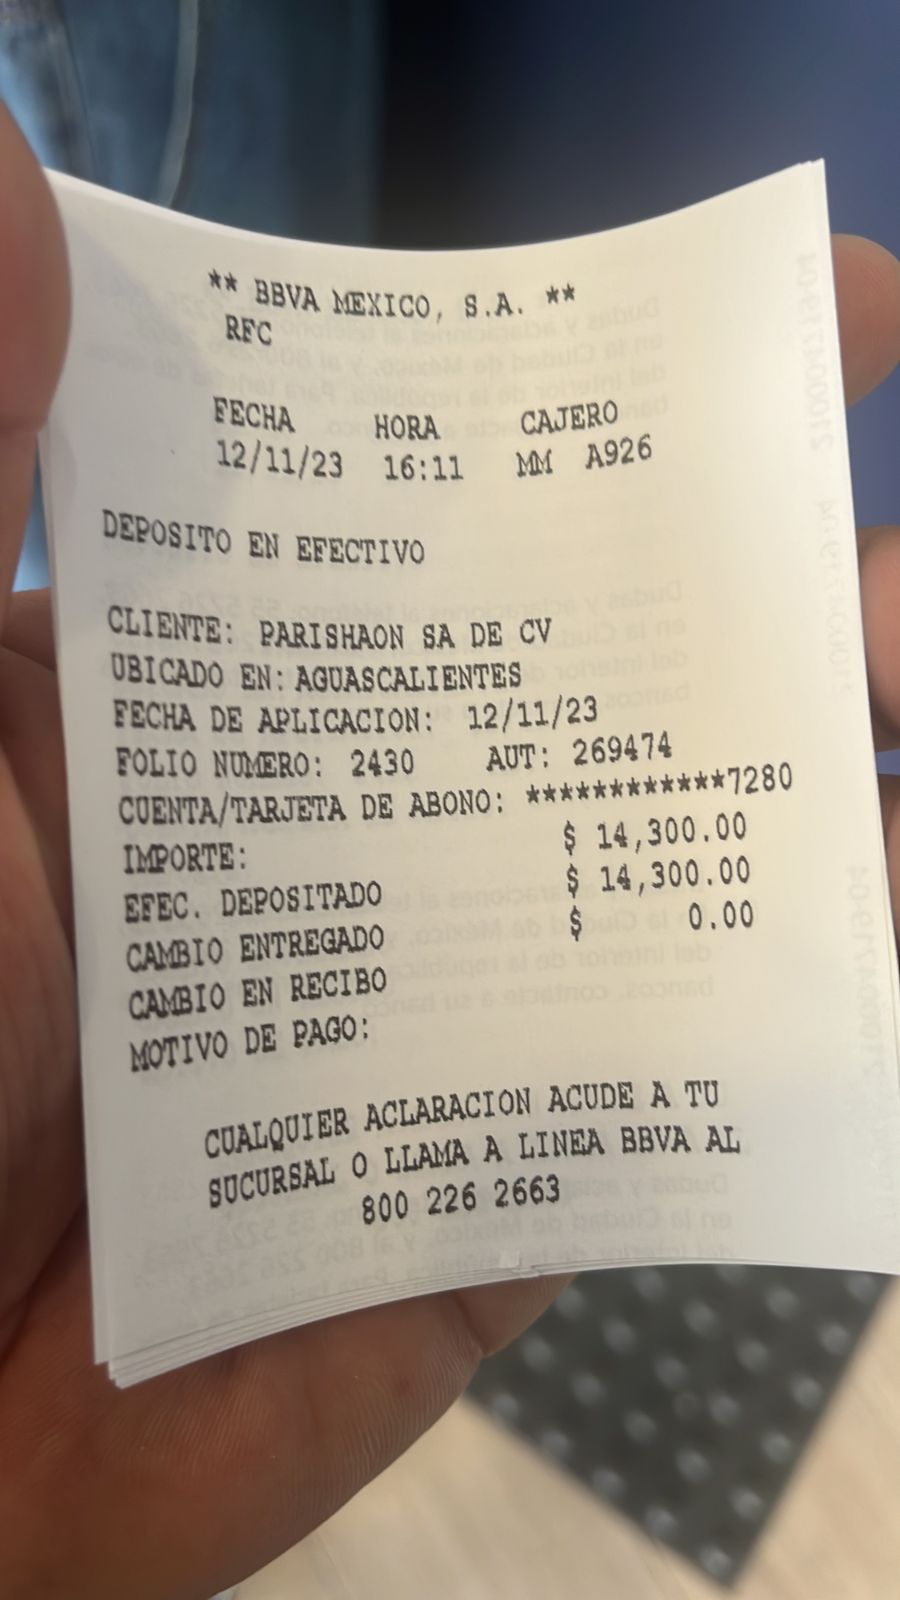 ** BBVA MEXICO, S.A. **
RFC
FECHA HORA CAJERO
12/11/23 16:11 MM A926
DEPOSITO EN EFECTIVO
CLIENTE: PARISHAON SA DE CV
UBICADO EN: AGUASCALIENTES
FECHA DE APLICACION: 12/11/23
FOLIO NUMERO: 2430 AUT: 269474
CUENTA/TARJETA DE ABONO: ************7280
IMPORTE: $ 14,300.00
EFEC. DEPOSITADO $ 14,300.00
CAMBIO ENTREGADO $ 0.00
CAMBIO EN RECIBO
MOTIVO DE PAGO:
CUALQUIER ACLARACION ACUDE A TU
SUCURSAL O LLAMA A LINEA BBVA AL
800 226 2663